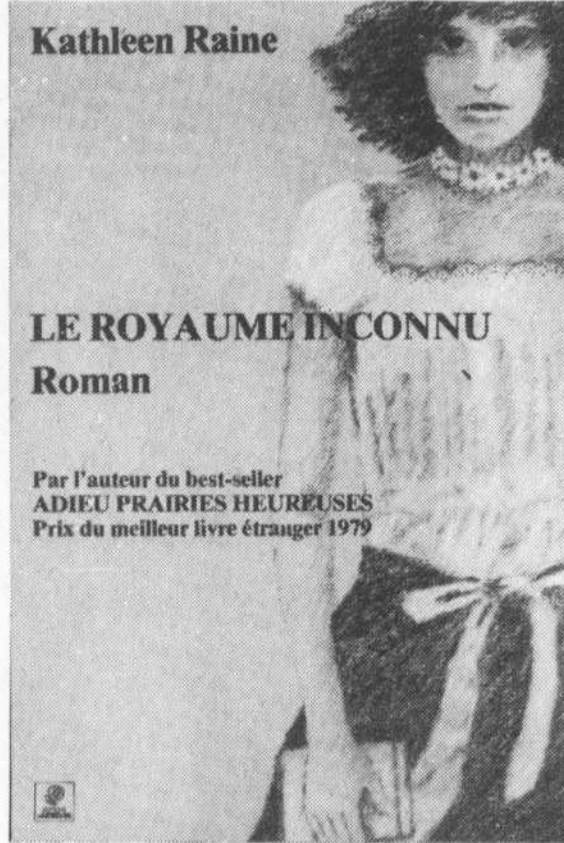 Kathleen Raine
LE ROYAUME INCONNU
Roman
Par l'auteur du best-seller
ADIEU PRAIRIES HEUREUSES
Prix du meilleur livre étranger 1979